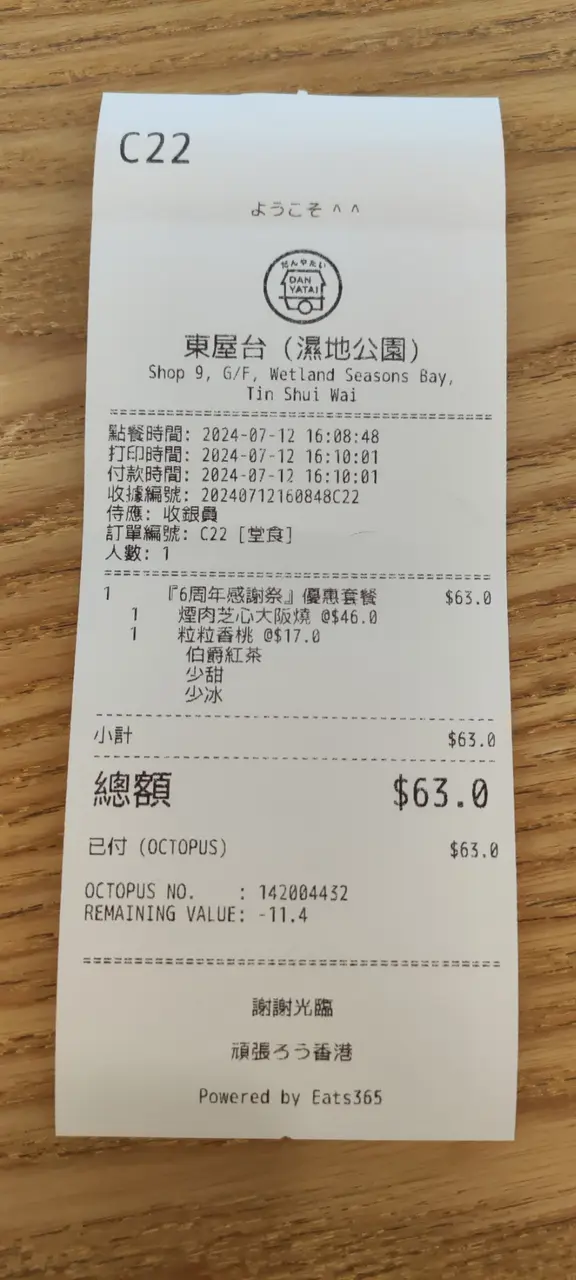 C22
ようこそ ^ ^
だんやたい
DAN
YATAI
東屋台（濕地公園）
Shop 9, G/F, Wetland Seasons Bay,
Tin Shui Wai
點餐時間: 2024-07-12 16:08:48
打印時間: 2024-07-12 16:10:01
付款時間: 2024-07-12 16:10:01
收據編號: 20240712160848C22
侍應: 收銀員
訂單編號: C22 [堂食]
人數: 1
1 『6周年感謝祭』優惠套餐 $63.0
1 煙肉芝心大阪燒 @$46.0
1 粒粒香桃 @$17.0
伯爵紅茶
少甜
少冰
小計 $63.0
總額 $63.0
已付 (OCTOPUS) $63.0
OCTOPUS NO. : 142004432
REMAINING VALUE: -11.4
謝謝光臨
頑張ろう香港
Powered by Eats365